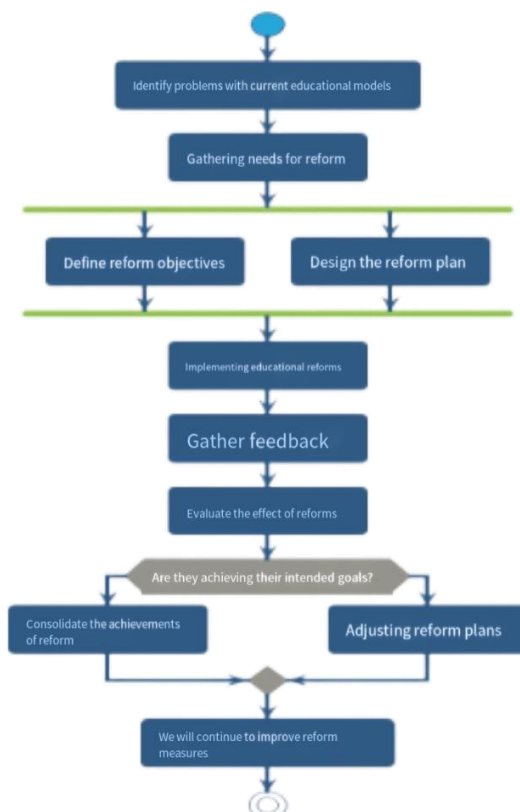 Identify problems with current educational models
Gathering needs for reform
Define reform objectives
Design the reform plan
Implementing educational reforms
Gather feedback
Evaluate the effect of reforms
Are they achieving their intended goals?
Consolidate the achievements
of reform
Adjusting reform plans
We will continue to improve reform
measures